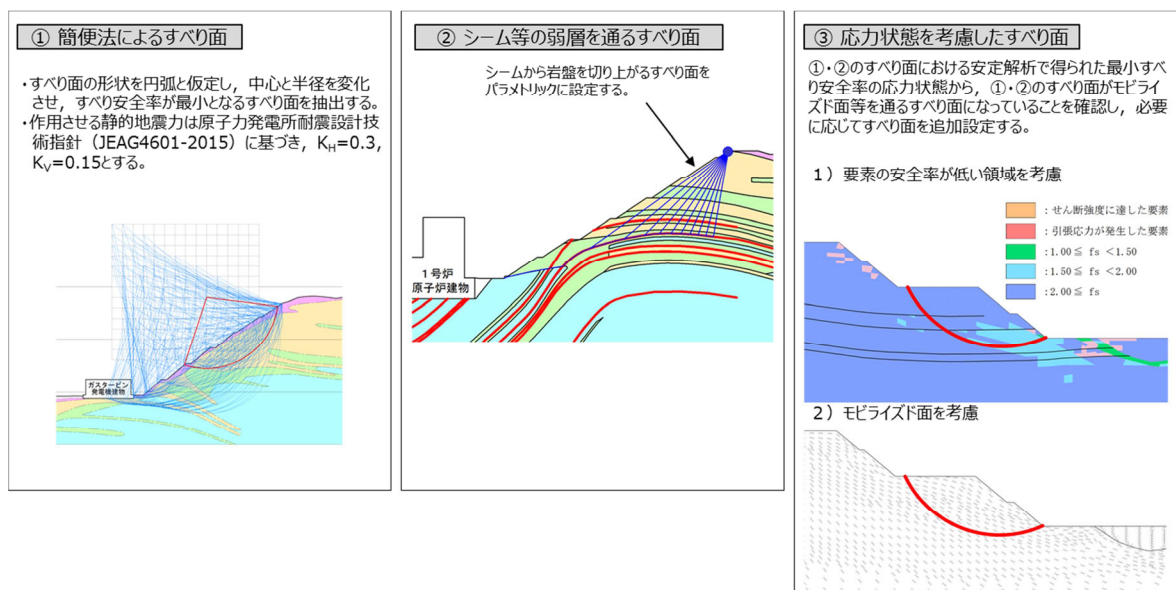 ① 簡便法によるすべり面
・すべり面の形状を円弧と仮定し，中心と半径を変化
させ，すべり安全率が最小となるすべり面を抽出する。
・作用させる静的地震力は原子力発電所耐震設計技
術指針（JEAG4601-2015）に基づき，KH=0.3，
KV=0.15とする。
ガスタービン
発電機建物
② シーム等の弱層を通るすべり面
シームから岩盤を切り上がるすべり面を
パラメトリックに設定する。
１号炉
原子炉建物
③ 応力状態を考慮したすべり面
①・②のすべり面における安定解析で得られた最小すべ
り安全率の応力状態から，①・②のすべり面がモビライ
ズド面等を通るすべり面になっていることを確認し，必要
に応じてすべり面を追加設定する。
１）要素の安全率が低い領域を考慮
：せん断強度に達した要素
：引張応力が発生した要素
：1.00≦ fs ＜1.50
：1.50≦ fs ＜2.00
：2.00≦ fs
２）モビライズド面を考慮